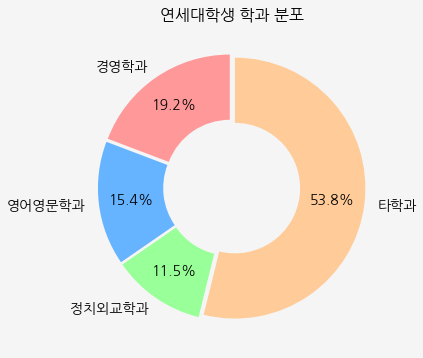 연세대학생 학과 분포
경영학과
19.2%
영어영문학과
15.4%
53.8%
타학과
11.5%
정치외교학과